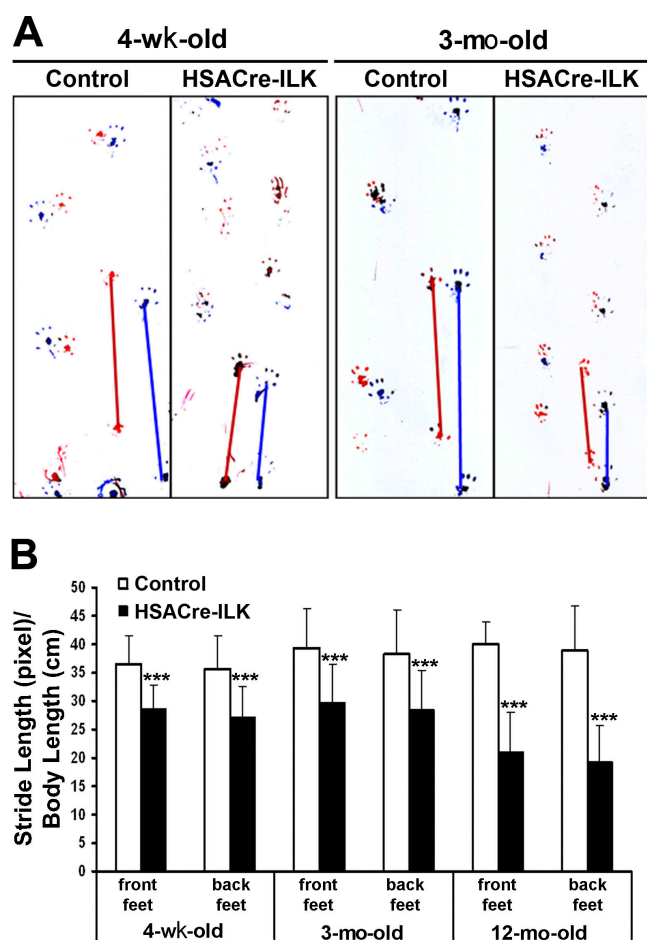 A
4-wk-old
3-mo-old
Control
HSACre-ILK
Control
HSACre-ILK
B
Stride Length (pixel)/
Body Length (cm)
50
45
40
35
30
25
20
15
10
5
0
Control
HSACre-ILK
***
***
***
***
***
***
front
feet
back
feet
front
feet
back
feet
front
feet
back
feet
4-wk-old
3-mo-old
12-mo-old